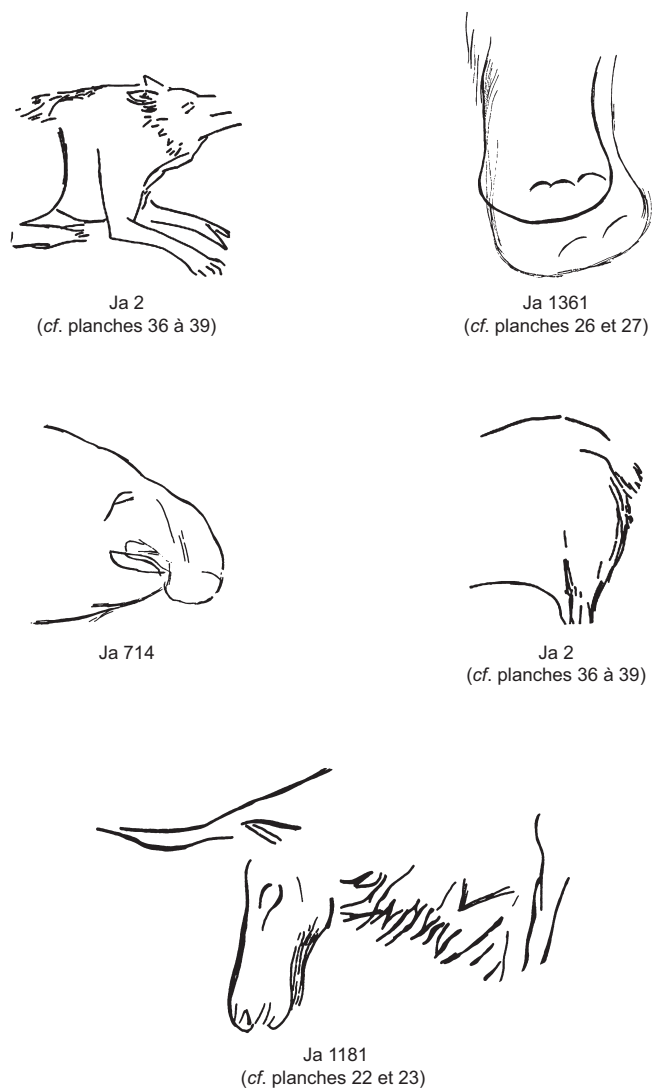 Ja 2
(cf. planches 36 à 39)
Ja 1361
(cf. planches 26 et 27)
Ja 714
Ja 2
(cf. planches 36 à 39)
Ja 1181
(cf. planches 22 et 23)